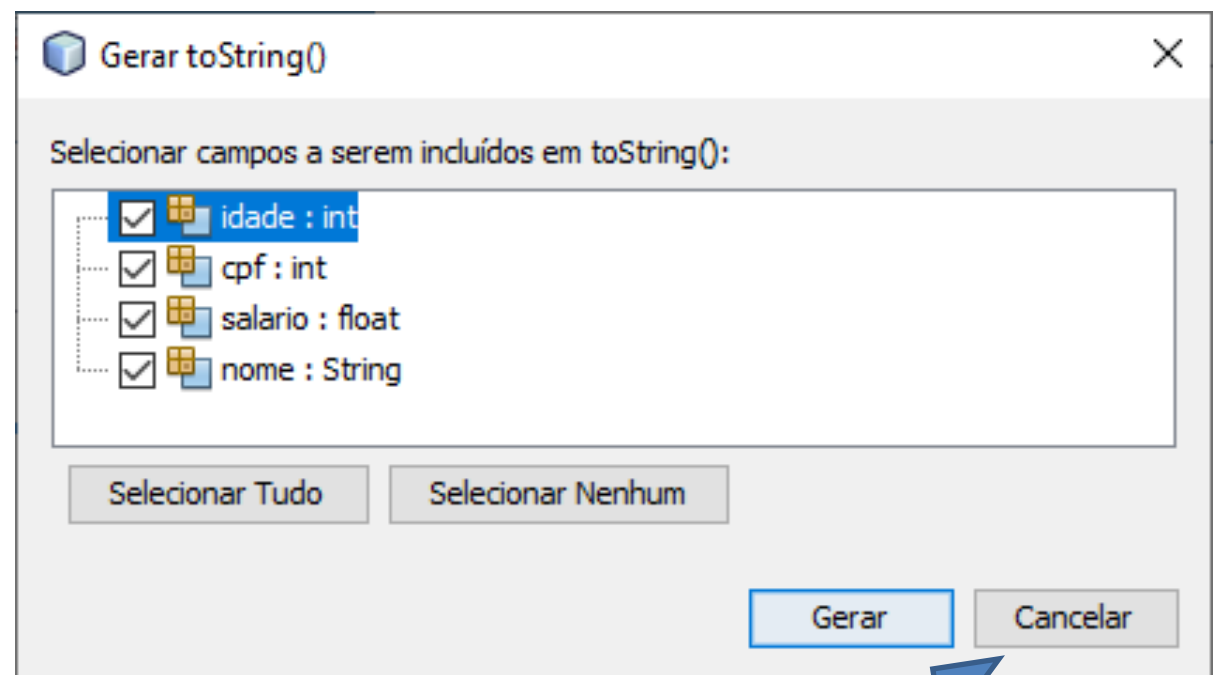 Gerar toString()
Selecionar campos a serem incluídos em toString():
idade : int
cpf : int
salario : float
nome : String
Selecionar Tudo
Selecionar Nenhum
Gerar
Cancelar